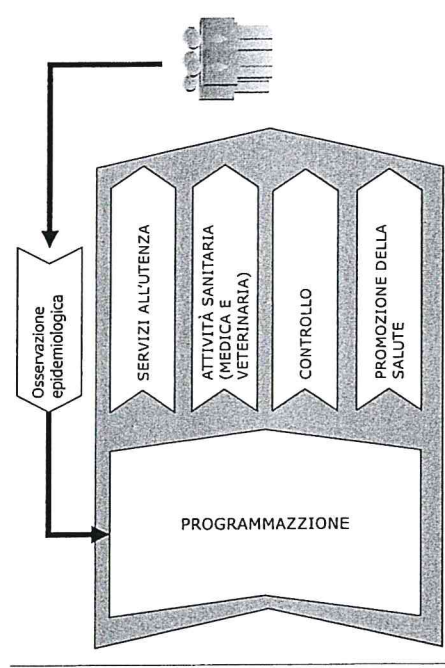 Osservazione
epidemiologica
SERVIZI ALL'UTENZA
ATTIVITÀ SANITARIA
(MEDICA E
VETERINARIA)
CONTROLLO
PROMOZIONE DELLA
SALUTE
PROGRAMMAZZIONE